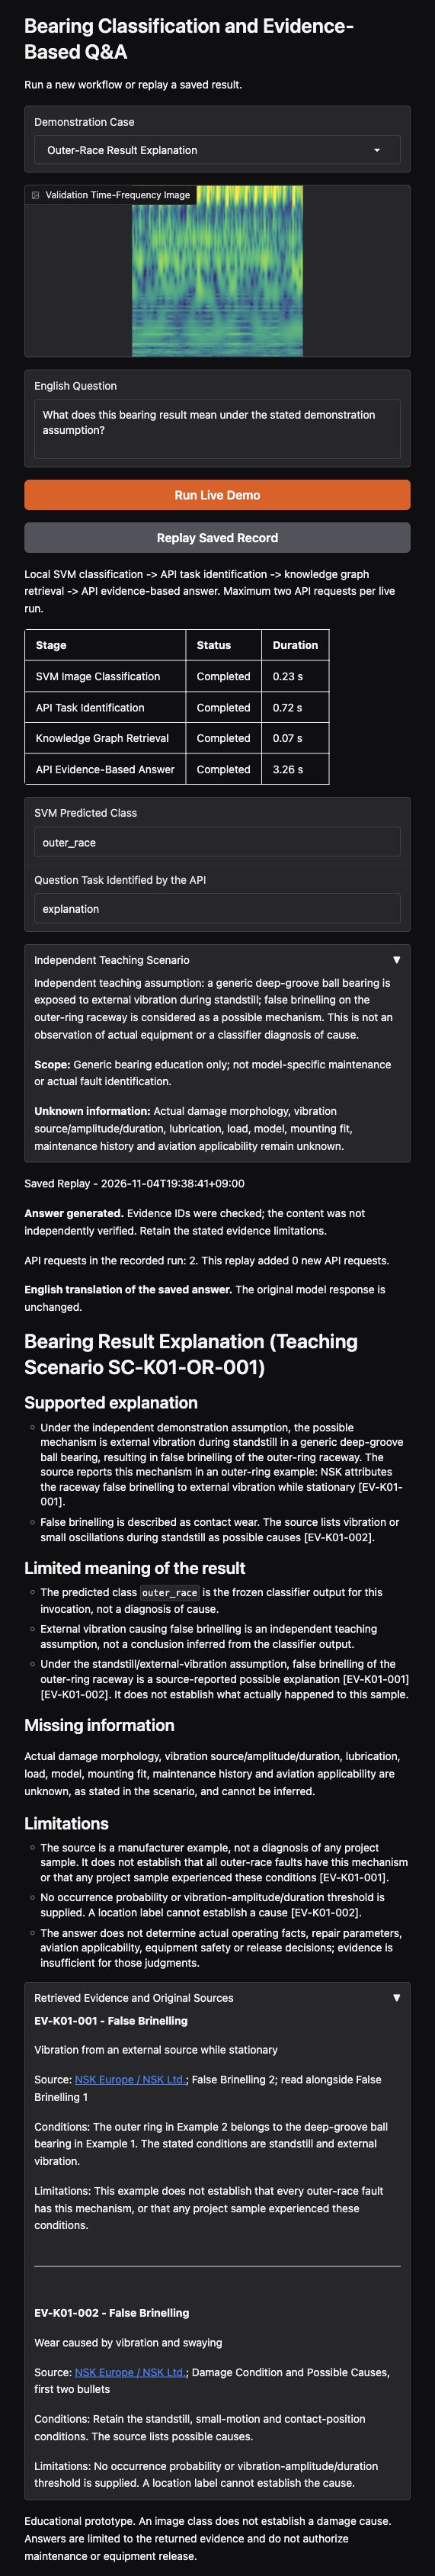 Bearing Classification and Evidence-
Based Q&A
Run a new workflow or replay a saved result.
Demonstration Case
Outer-Race Result Explanation
Validation Time-Frequency Image
English Question
What does this bearing result mean under the stated demonstration
assumption?
Run Live Demo
Replay Saved Record
Local SVM classification -> API task identification -> knowledge graph
retrieval -> API evidence-based answer. Maximum two API requests per live
run.
Stage Status Duration
SVM Image Classification Completed 0.23 s
API Task Identification Completed 0.72 s
Knowledge Graph Retrieval Completed 0.07 s
API Evidence-Based Answer Completed 3.26 s
SVM Predicted Class
outer_race
Question Task Identified by the API
explanation
Independent Teaching Scenario
Independent teaching assumption: a generic deep-groove ball bearing is
exposed to external vibration during standstill; false brinelling on the
outer-ring raceway is considered as a possible mechanism. This is not an
observation of actual equipment or a classifier diagnosis of cause.
Scope: Generic bearing education only; not model-specific maintenance
or actual fault identification.
Unknown information: Actual damage morphology, vibration
source/amplitude/duration, lubrication, load, model, mounting fit,
maintenance history and aviation applicability remain unknown.
Saved Replay - 2026-11-04T19:38:41+09:00
Answer generated. Evidence IDs were checked; the content was not
independently verified. Retain the stated evidence limitations.
API requests in the recorded run: 2. This replay added 0 new API requests.
English translation of the saved answer. The original model response is
unchanged.
Bearing Result Explanation (Teaching
Scenario SC-K01-OR-001)
Supported explanation
Under the independent demonstration assumption, the possible
mechanism is external vibration during standstill in a generic deep-groove
ball bearing, resulting in false brinelling of the outer-ring raceway. The
source reports this mechanism in an outer-ring example: NSK attributes
the raceway false brinelling to external vibration while stationary [EV-K01-
001].
False brinelling is described as contact wear. The source lists vibration or
small oscillations during standstill as possible causes [EV-K01-002].
Limited meaning of the result
The predicted class outer_race is the frozen classifier output for this
invocation, not a diagnosis of cause.
External vibration causing false brinelling is an independent teaching
assumption, not a conclusion inferred from the classifier output.
Under the standstill/external-vibration assumption, false brinelling of the
outer-ring raceway is a source-reported possible explanation [EV-K01-001]
[EV-K01-002]. It does not establish what actually happened to this sample.
Missing information
Actual damage morphology, vibration source/amplitude/duration, lubrication,
load, model, mounting fit, maintenance history and aviation applicability are
unknown, as stated in the scenario, and cannot be inferred.
Limitations
The source is a manufacturer example, not a diagnosis of any project
sample. It does not establish that all outer-race faults have this mechanism
or that any project sample experienced these conditions [EV-K01-001].
No occurrence probability or vibration-amplitude/duration threshold is
supplied. A location label cannot establish a cause [EV-K01-002].
The answer does not determine actual operating facts, repair parameters,
aviation applicability, equipment safety or release decisions; evidence is
insufficient for those judgments.
Retrieved Evidence and Original Sources
EV-K01-001 - False Brinelling
Vibration from an external source while stationary
Source: NSK Europe / NSK Ltd.; False Brinelling 2; read alongside False
Brinelling 1
Conditions: The outer ring in Example 2 belongs to the deep-groove ball
bearing in Example 1. The stated conditions are standstill and external
vibration.
Limitations: This example does not establish that every outer-race fault
has this mechanism, or that any project sample experienced these
conditions.
EV-K01-002 - False Brinelling
Wear caused by vibration and swaying
Source: NSK Europe / NSK Ltd.; Damage Condition and Possible Causes,
first two bullets
Conditions: Retain the standstill, small-motion and contact-position
conditions. The source lists possible causes.
Limitations: No occurrence probability or vibration-amplitude/duration
threshold is supplied. A location label cannot establish the cause.
Educational prototype. An image class does not establish a damage cause.
Answers are limited to the returned evidence and do not authorize
maintenance or equipment release.